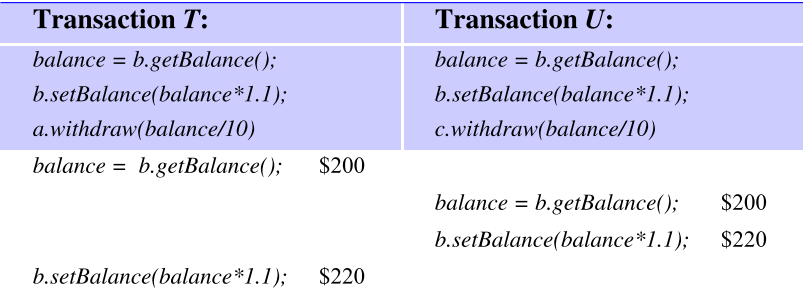 Transaction T: Transaction U:
balance = b.getBalance(); balance = b.getBalance();
b.setBalance(balance*1.1); b.setBalance(balance*1.1);
a.withdraw(balance/10) c.withdraw(balance/10)
balance = b.getBalance(); $200
balance = b.getBalance(); $200
b.setBalance(balance*1.1); $220
b.setBalance(balance*1.1); $220